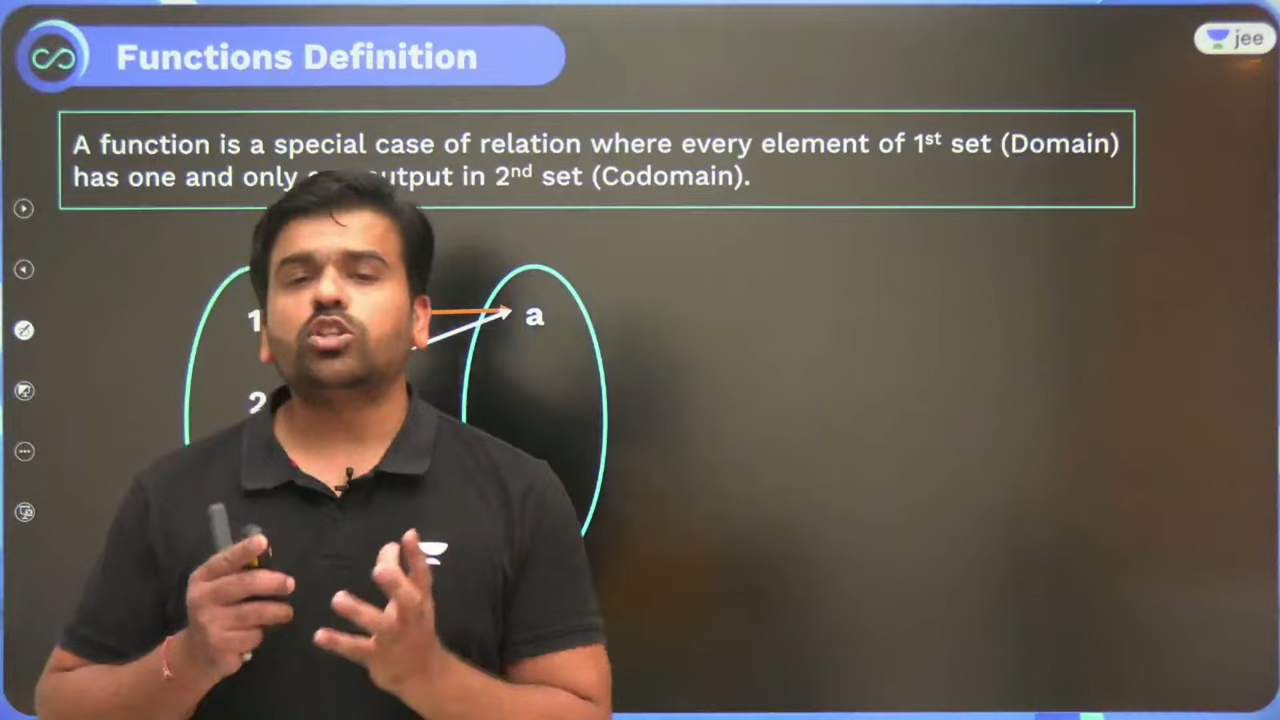 Functions Definition
jee
A function is a special case of relation where every element of 1st set (Domain)
has one and only utput in 2nd set (Codomain).
1
a
2